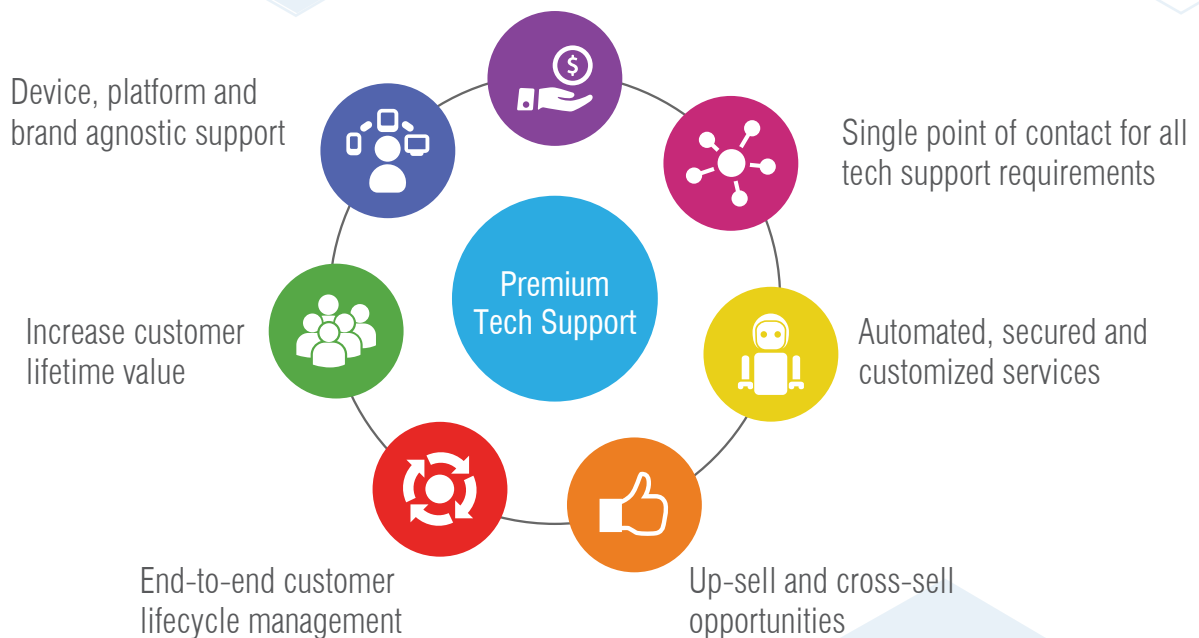 Device, platform and
brand agnostic support
$
Single point of contact for all
tech support requirements
Premium
Tech Support
Increase customer
lifetime value
Automated, secured and
customized services
End-to-end customer
lifecycle management
Up-sell and cross-sell
opportunities